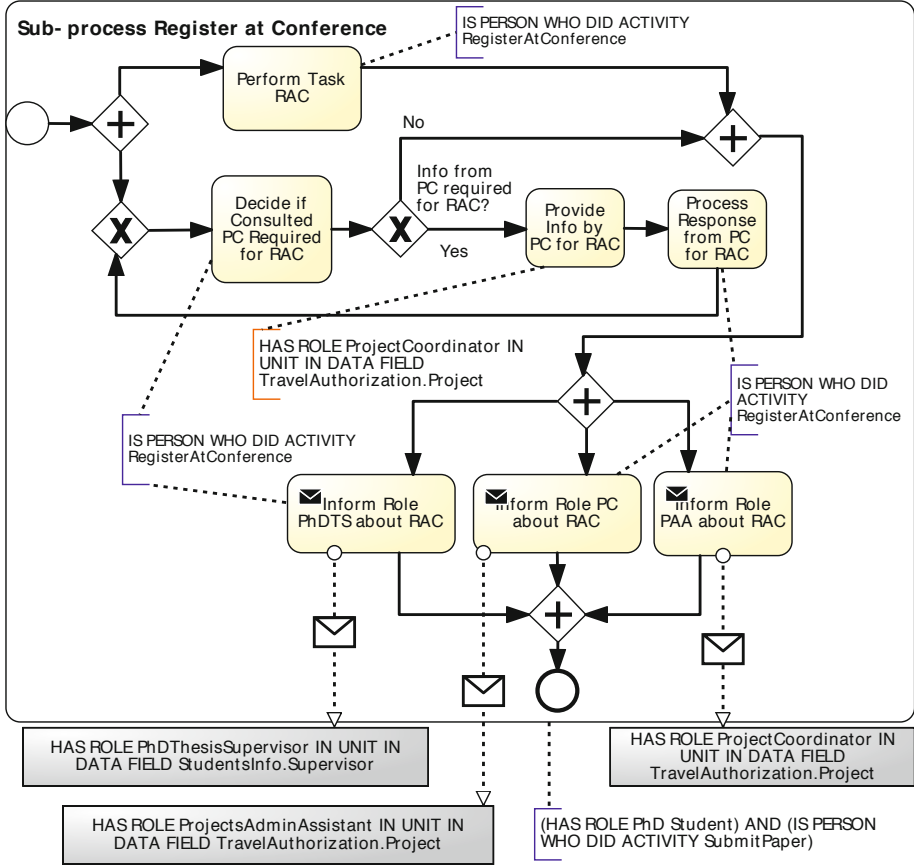 Sub- process Register at Conference
IS PERSON WHO DID ACTIVITY
RegisterAtConference
Perform Task
RAC
No
Info from
PC required
for RAC?
Yes
Decide if
Consulted
PC Required
for RAC
Provide
Info by
PC for RAC
Process
Response
from PC
for RAC
HAS ROLE ProjectCoordinator IN
UNIT IN DATA FIELD
TravelAuthorization.Project
IS PERSON WHO DID
ACTIVITY
RegisterAtConference
IS PERSON WHO DID ACTIVITY
RegisterAtConference
Inform Role
PhDTS about RAC
Inform Role PC
about RAC
Inform Role
PAA about RAC
HAS ROLE PhDThesisSupervisor IN UNIT IN
DATA FIELD StudentsInfo.Supervisor
HAS ROLE ProjectCoordinator IN
UNIT IN DATA FIELD
TravelAuthorization.Project
HAS ROLE ProjectsAdminAssistant IN UNIT IN
DATA FIELD TravelAuthorization.Project
(HAS ROLE PhD Student) AND (IS PERSON
WHO DID ACTIVITY SubmitPaper)